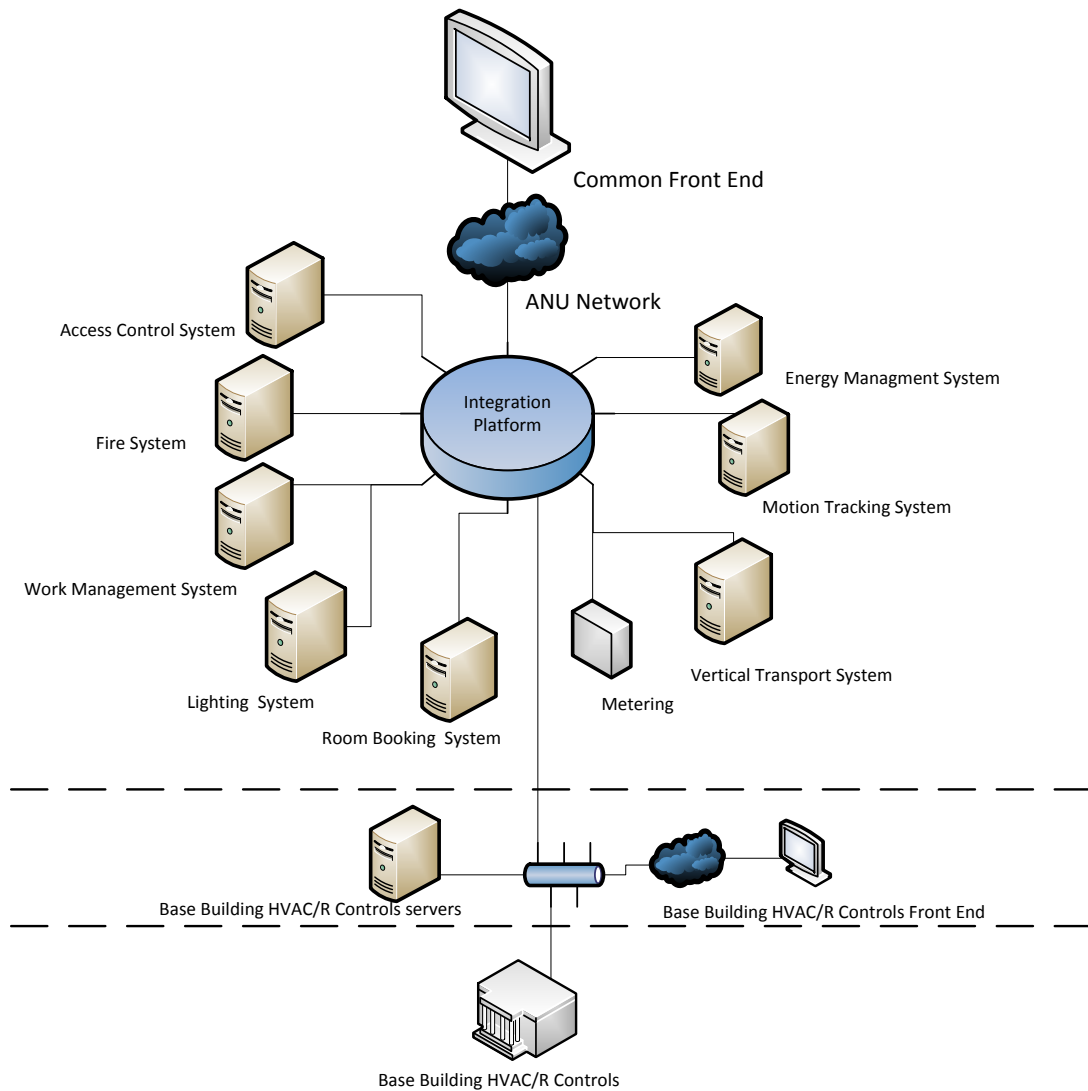 Common Front End
ANU Network
Access Control System
Integration
Platform
Energy Managment System
Fire System
Motion Tracking System
Work Management System
Vertical Transport System
Lighting  System
Metering
Room Booking  System
Base Building HVAC/R Controls servers
Base Building HVAC/R Controls Front End
Base Building HVAC/R Controls